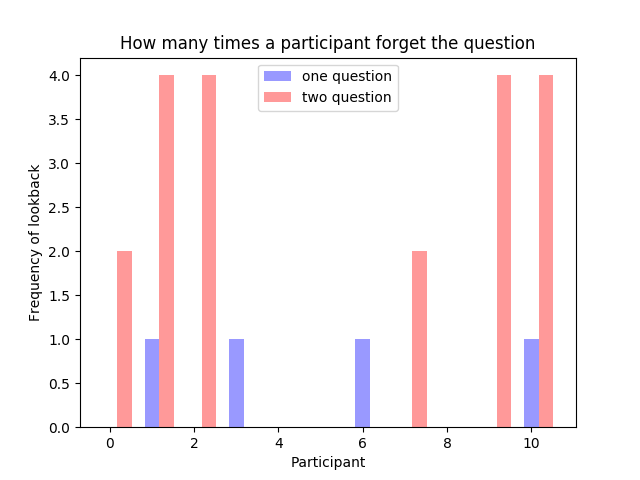 How many times a participant forget the question
one question
two question
Frequency of lookback
4.0
3.5
3.0
2.5
2.0
1.5
1.0
0.5
0.0
0 2 4 6 8 10
Participant